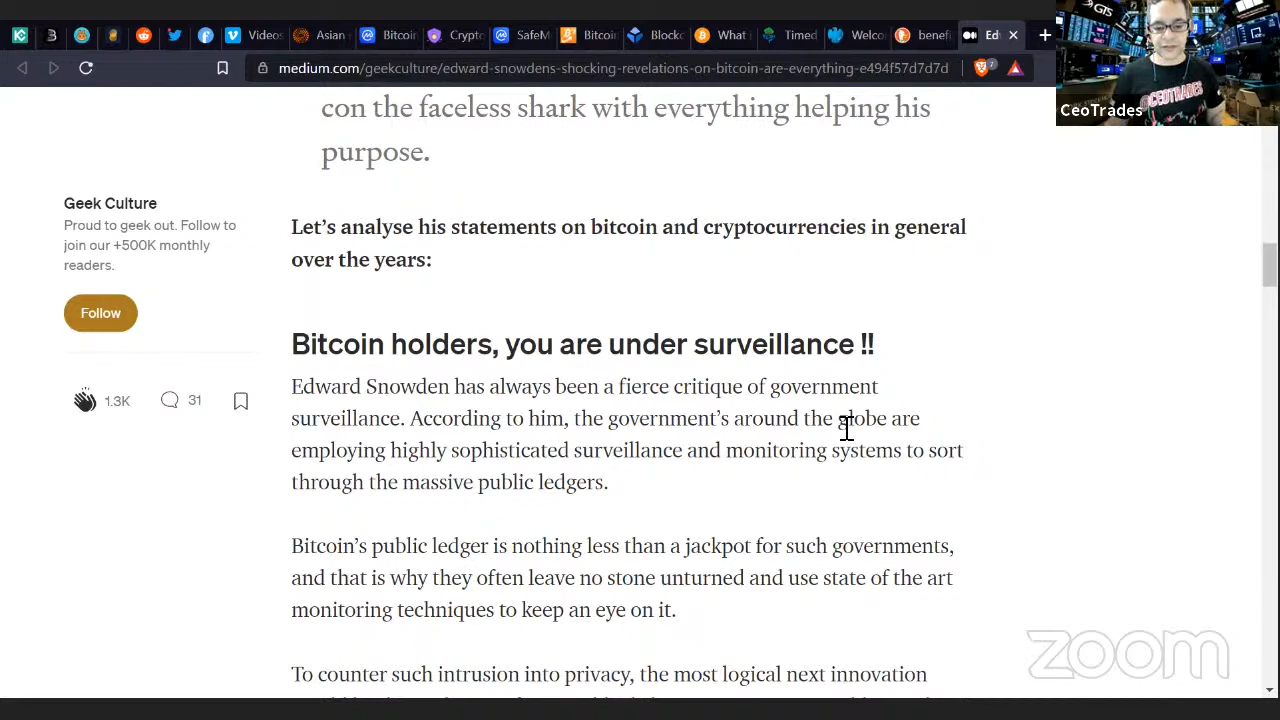 Videos
Asian
Bitcoin
Crypto
SafeM
Bitcoin
Blockc
What i
Timed
Welco
benefi
Ed
medium.com/geekculture/edward-snowdens-shocking-revelations-on-bitcoin-are-everything-e494f57d7d7d
GTS
CEOTRADES
CeoTrades
con the faceless shark with everything helping his
purpose.
Geek Culture
Proud to geek out. Follow to
join our +500K monthly
readers.
Follow
1.3K
31
Let's analyse his statements on bitcoin and cryptocurrencies in general
over the years:
Bitcoin holders, you are under surveillance !!
Edward Snowden has always been a fierce critique of government
surveillance. According to him, the government's around the globe are
employing highly sophisticated surveillance and monitoring systems to sort
through the massive public ledgers.
Bitcoin's public ledger is nothing less than a jackpot for such governments,
and that is why they often leave no stone unturned and use state of the art
monitoring techniques to keep an eye on it.
To counter such intrusion into privacy, the most logical next innovation
zoom